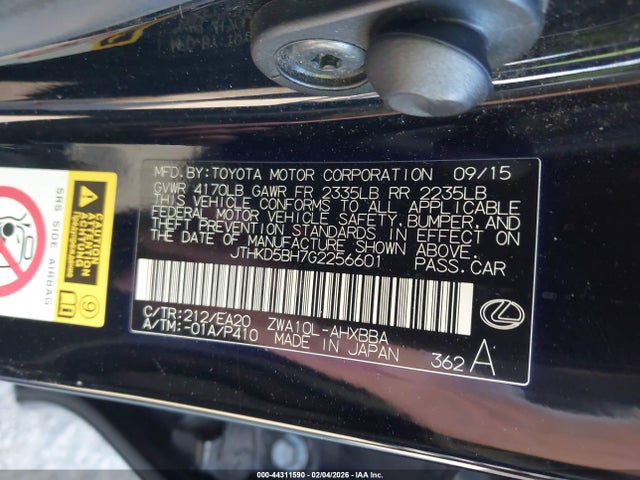 MFD.BY:TOYOTA MOTOR CORPORATION 09/15
GVWR 4170LB GAWR FR 2335LB RR 2235LB
THIS VEHICLE CONFORMS TO ALL APPLICABLE
FEDERAL MOTOR VEHICLE SAFETY, BUMPER, AND
THEFT PREVENTION STANDARDS IN EFFECT ON
THE DATE OF MANUFACTURE SHOWN ABOVE.
JTHKD5BH7G2256601 PASS.CAR
C/TR:212/EA20 ZWA10L-AHXBBA
A/TM:-01A/P410 MADE IN JAPAN 362A
SRS SIDE AIRBAG
ATTENTION
9
000-44311590 - 02/04/2026 - IAA Inc.